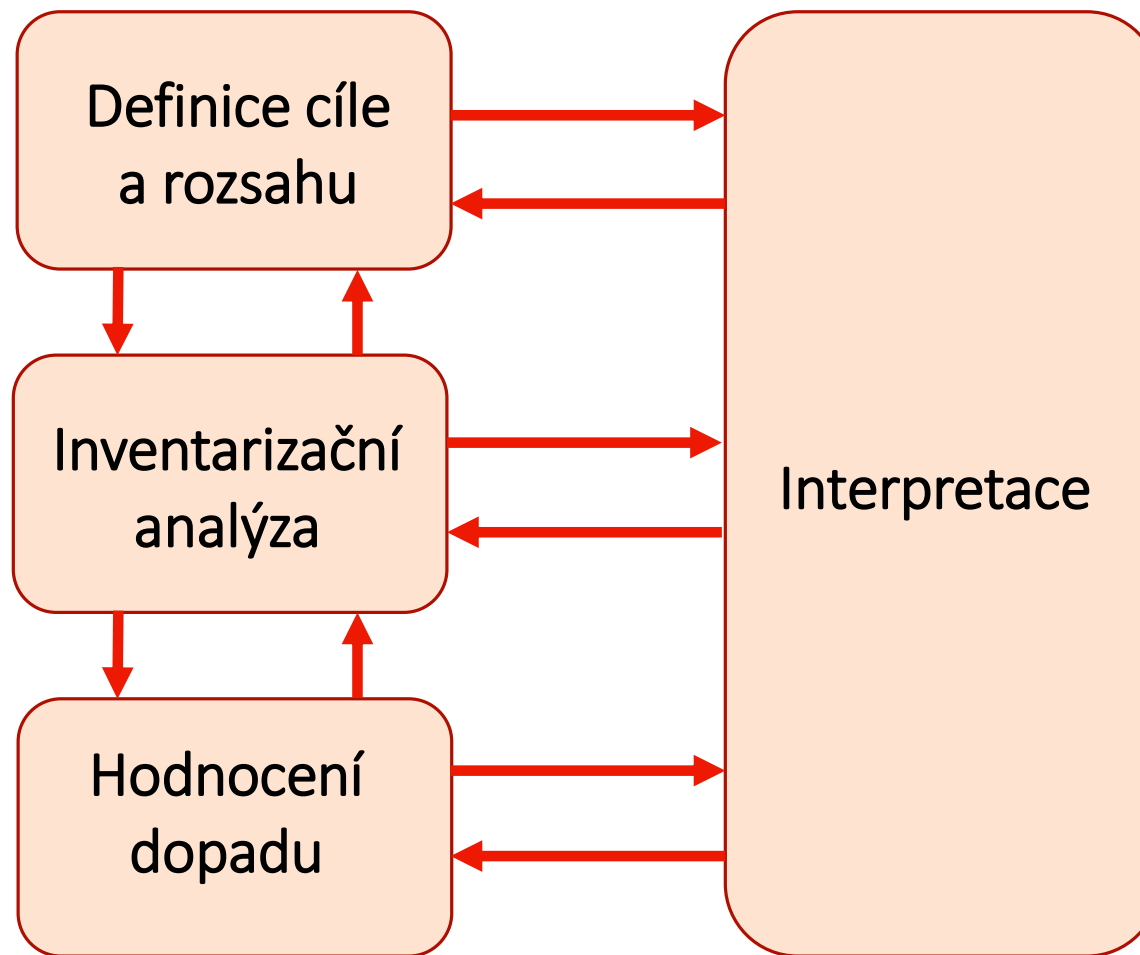 Definice cíle
a rozsahu
Inventarizační
analýza
Interpretace
Hodnocení
dopadu